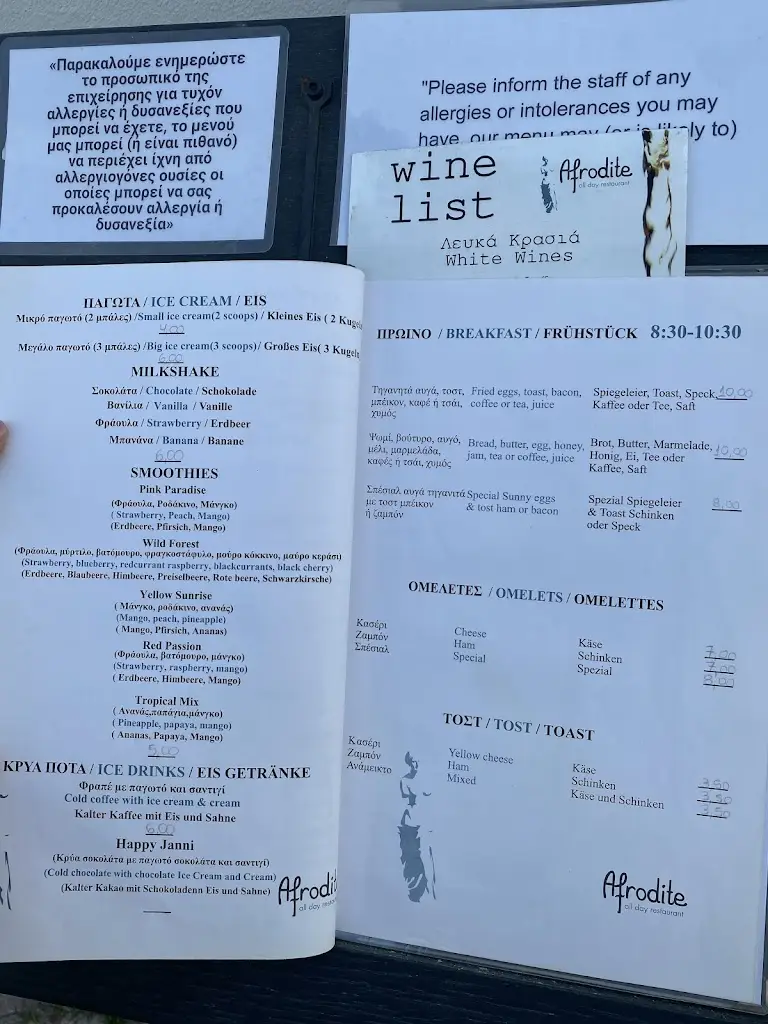 «Παρακαλούμε ενημερώστε
το προσωπικό της
επιχείρησης για τυχόν
αλλεργίες ή δυσανεξίες που
μπορεί να έχετε, το μενού
μας μπορεί (ή είναι πιθανό)
να περιέχει ίχνη από
αλλεργιογόνες ουσίες οι
οποίες μπορεί να σας
προκαλέσουν αλλεργία ή
δυσανεξία»
"Please inform the staff of any
allergies or intolerances you may
have, our menu may (or is likely to)
wine
list
Afrodite
all day restaurant
Λευκά Κρασιά
White Wines
ΠΑΓΩΤΑ / ICE CREAM / EIS
Μικρό παγωτό (2 μπάλες) /Small ice cream(2 scoops)/ Kleines Eis ( 2 Kugeln
4,00
Μεγάλο παγωτό (3 μπάλες) /Big ice cream(3 scoops)/ Großes Eis( 3 Kugeln
6,00
MILKSHAKE
Σοκολάτα / Chocolate / Schokolade
Βανίλια / Vanilla / Vanille
Φράουλα / Strawberry / Erdbeer
Μπανάνα / Banana / Banane
6,00
SMOOTHIES
Pink Paradise
(Φράουλα, Ροδάκινο, Μάνγκο)
( Strawberry, Peach, Mango)
(Erdbeere, Pfirsich, Mango)
Wild Forest
(Φράουλα, μύρτιλο, βατόμουρο, φραγκοστάφυλο, μούρο κόκκινο, μαύρο κεράσι)
(Strawberry, blueberry, redcurrant raspberry, blackcurrants, black cherry)
(Erdbeere, Blaubeere, Himbeere, Preiselbeere, Rote beere, Schwarzkirsche)
Yellow Sunrise
( Μάνγκο, ροδάκινο, ανανάς)
(Mango, peach, pineapple)
( Mango, Pfirsich, Ananas)
Red Passion
(Φράουλα, βατόμουρο, μάνγκο)
(Strawberry, raspberry, mango)
( Erdbeere, Himbeere, Mango)
Tropical Mix
( Ανανάς,παπάγια,μάνγκο)
( Pineapple, papaya, mango)
( Ananas, Papaya, Mango)
5,00
ΚΡΥΑ ΠΟΤΑ / ICE DRINKS / EIS GETRÄNKE
Φραπέ με παγωτό και σαντιγί
Cold coffee with ice cream & cream
Kalter Kaffee mit Eis und Sahne
6,00
Happy Janni
(Κρύα σοκολάτα με παγωτό σοκολάτα και σαντιγί)
(Cold chocolate with chocolate Ice Cream and Cream)
(Kalter Kakao mit Schokoladenn Eis und Sahne)
Afrodite
all day restaurant
ΠΡΩΙΝΟ / BREAKFAST / FRÜHSTÜCK 8:30-10:30
Τηγανητά αυγά, τοστ, Fried eggs, toast, bacon, Spiegeleier, Toast, Speck, 10,00
μπέικον, καφέ ή τσάι, coffee or tea, juice Kaffee oder Tee, Saft
χυμός
Ψωμί, βούτυρο, αυγό, Bread, butter, egg, honey, Brot, Butter, Marmelade, 10,00
μέλι, μαρμελάδα, jam, tea or coffee, juice Honig, Ei, Tee oder
καφές ή τσάι, χυμός Kaffee, Saft
Σπέσιαλ αυγά τηγανιτά Special Sunny eggs Spezial Spiegeleier 8,00
με τοστ μπέικον & tost ham or bacon & Toast Schinken
ή ζαμπόν oder Speck
ΟΜΕΛΕΤΕΣ / OMELETS / OMELETTES
Κασέρι Cheese Käse 7,00
Ζαμπόν Ham Schinken 7,00
Σπέσιαλ Special Spezial 8,00
ΤΟΣΤ / TOST / TOAST
Κασέρι Yellow cheese Käse 3,50
Ζαμπόν Ham Schinken 3,50
Ανάμεικτο Mixed Käse und Schinken 3,50
Afrodite
all day restaurant